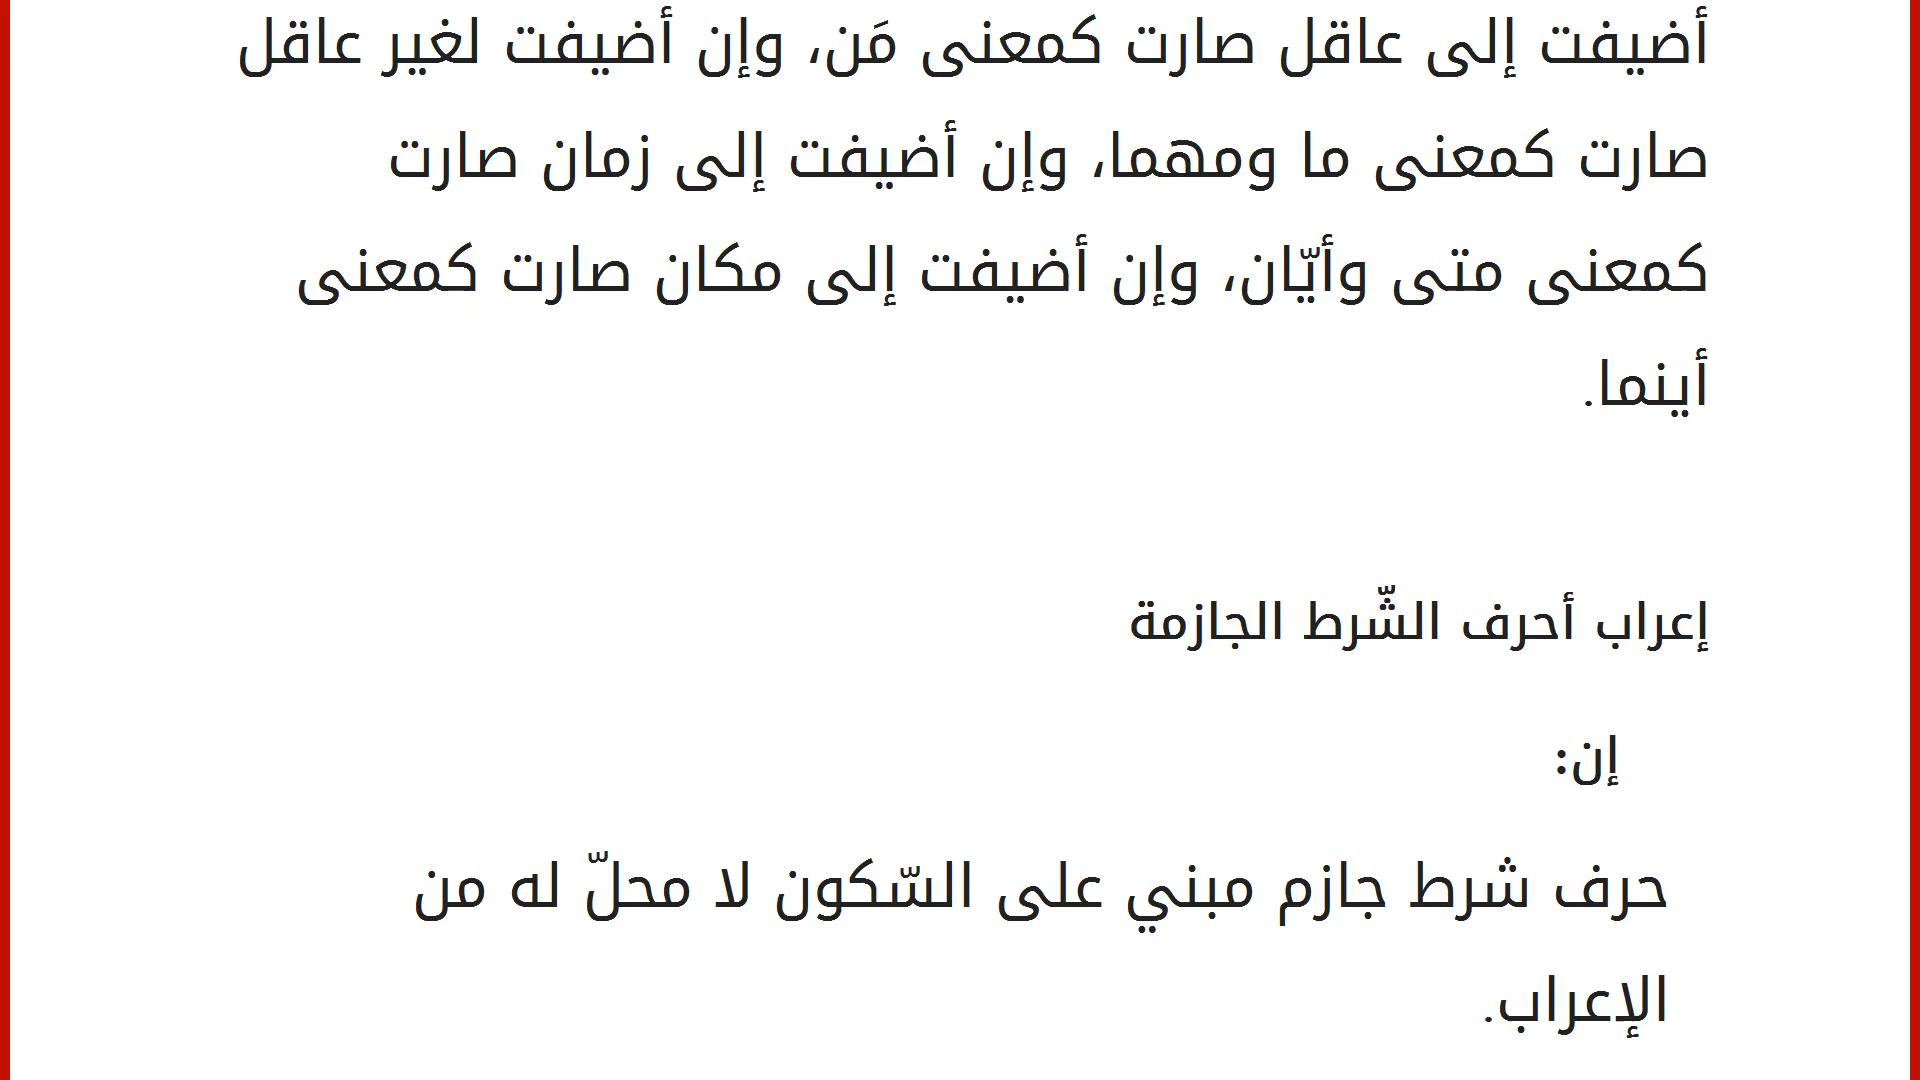 أضيفت إلى عاقل صارت كمعنى مَن، وإن أضيفت لغير عاقل
صارت كمعنى ما ومهما، وإن أضيفت إلى زمان صارت
كمعنى متى وأيّان، وإن أضيفت إلى مكان صارت كمعنى
أينما.
إعراب أحرف الشّرط الجازمة
إن:
حرف شرط جازم مبني على السّكون لا محلّ له من
الإعراب.